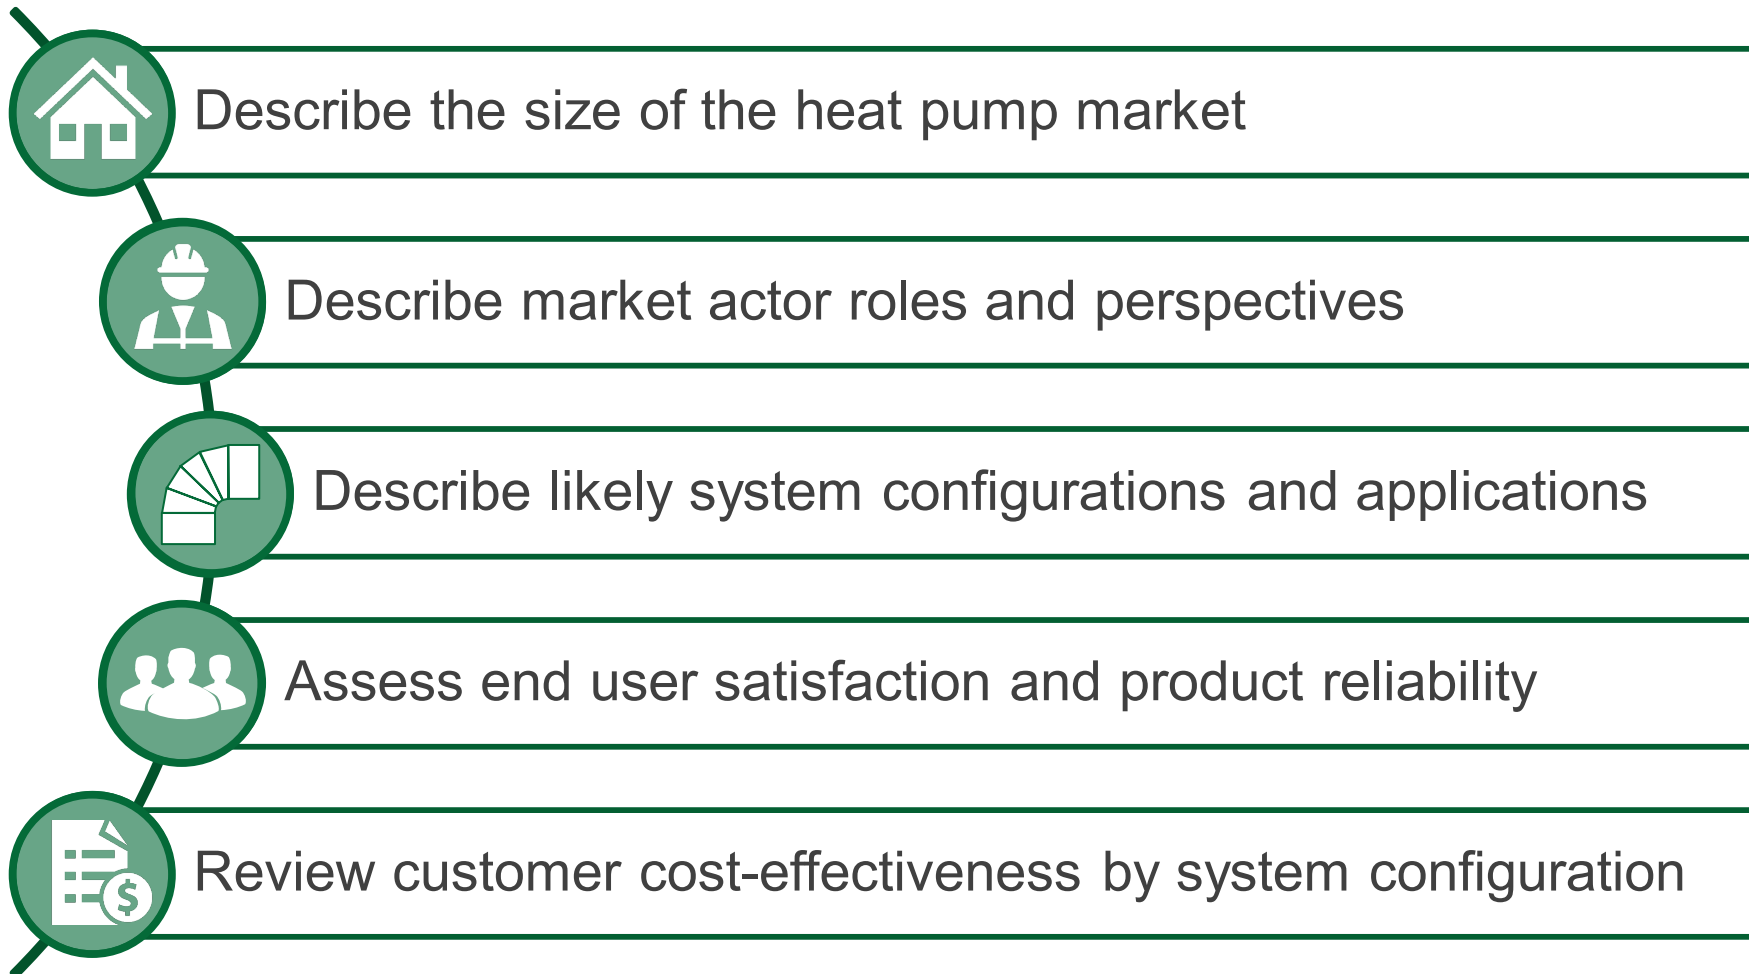 Describe the size of the heat pump market
Describe market actor roles and perspectives
Describe likely system configurations and applications
Assess end user satisfaction and product reliability
$
Review customer cost-effectiveness by system configuration